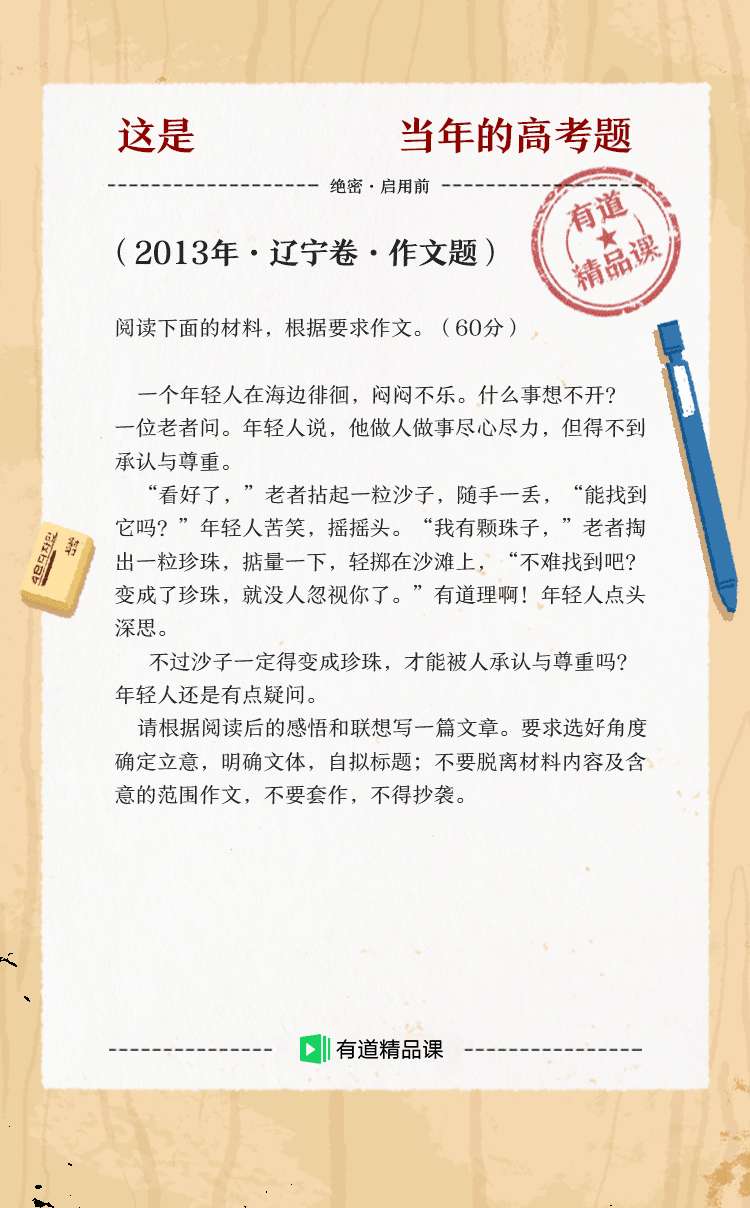 这是 当年的高考题
绝密·启用前
有道
精品课
（2013年·辽宁卷·作文题）
阅读下面的材料，根据要求作文。（60分）
一个年轻人在海边徘徊，闷闷不乐。什么事想不开？
一位老者问。年轻人说，他做人做事尽心尽力，但得不到
承认与尊重。
“看好了，”老者拈起一粒沙子，随手一丢，“能找到
它吗？”年轻人苦笑，摇摇头。“我有颗珠子，”老者掏
出一粒珍珠，掂量一下，轻掷在沙滩上，“不难找到吧？
变成了珍珠，就没人忽视你了。”有道理啊！年轻人点头
深思。
不过沙子一定得变成珍珠，才能被人承认与尊重吗？
年轻人还是有点疑问。
请根据阅读后的感悟和联想写一篇文章。要求选好角度
确定立意，明确文体，自拟标题；不要脱离材料内容及含
意的范围作文，不要套作，不得抄袭。
有道精品课